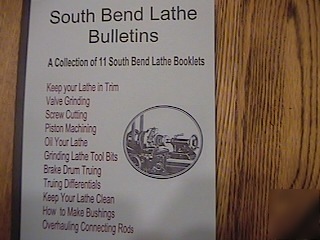 South Bend Lathe
Bulletins
A Collection of 11 South Bend Lathe Booklets
Keep your Lathe in Trim
Valve Grinding
Screw Cutting
Piston Machining
Oil Your Lathe
Grinding Lathe Tool Bits
Brake Drum Truing
Truing Differentials
Keep Your Lathe Clean
How to Make Bushings
Overhauling Connecting Rods